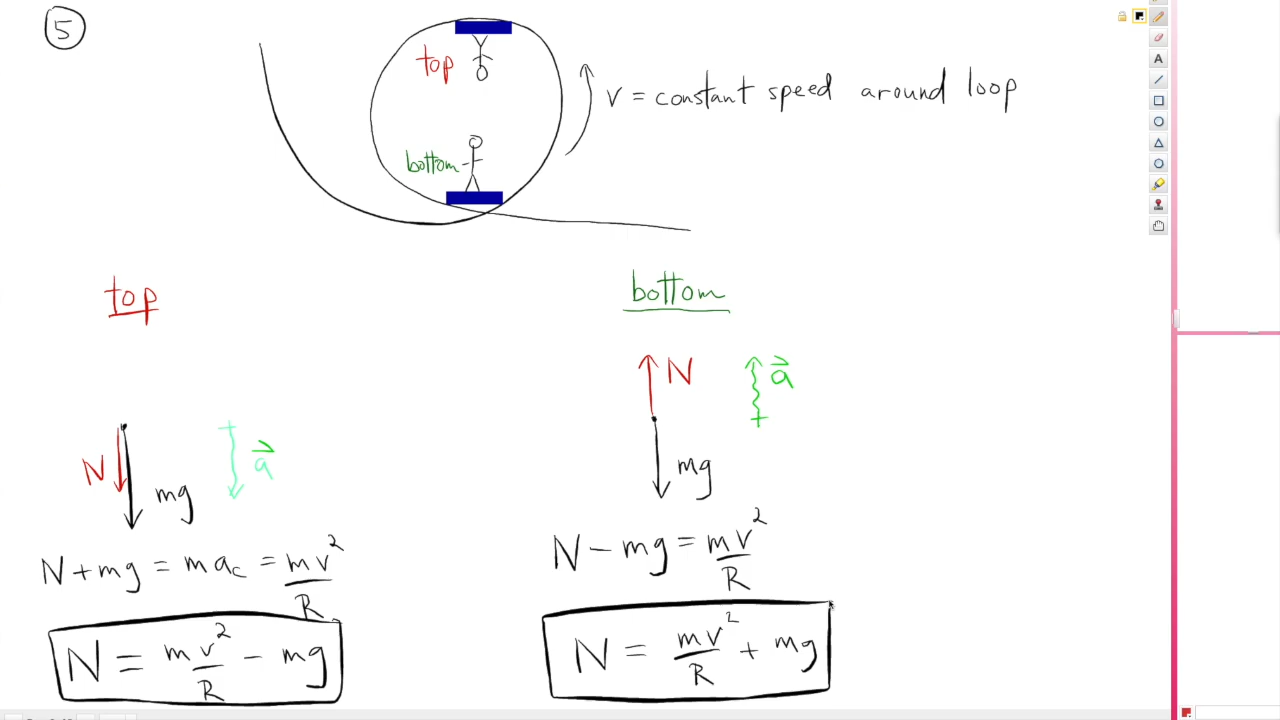 5
top
v = constant speed around loop
bottom
top
bottom
N
a
N
a
mg
mg
N + mg = m a_c = mv²/R
N − mg = mv²/R
N = mv²/R − mg
N = mv²/R + mg